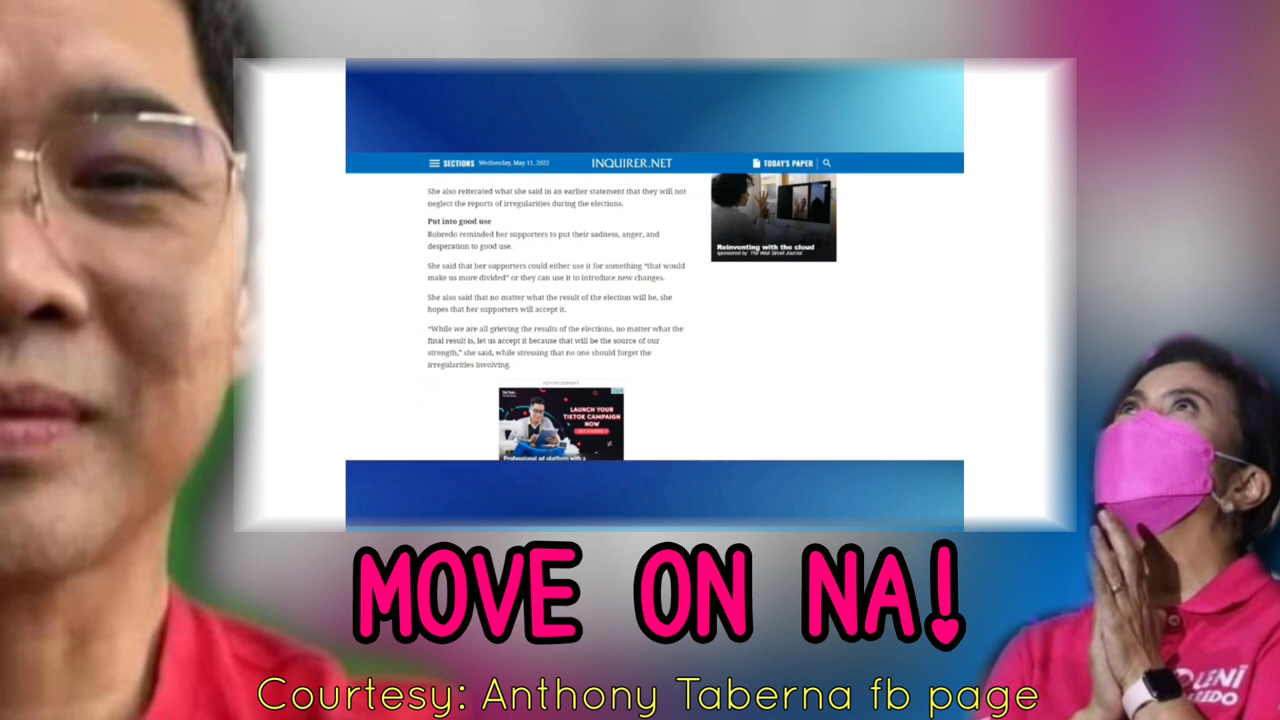 SECTIONS Wednesday, May 11, 2022 INQUIRER.NET TODAY'S PAPER
She also reiterated what she said in an earlier statement that they will not
neglect the reports of irregularities during the elections.
Put into good use
Robredo reminded her supporters to put their sadness, anger, and
desperation to good use.
She said that her supporters could either use it for something “that would
make us more divided” or they can use it to introduce new changes.
She also said that no matter what the result of the election will be, she
hopes that her supporters will accept it.
“While we are all grieving the results of the elections, no matter what the
final result is, let us accept it because that will be the source of our
strength,” she said, while stressing that no one should forget the
irregularities involving.
Reinventing with the cloud
sponsored by: The Wall Street Journal
ADVERTISEMENT
LAUNCH YOUR
TIKTOK CAMPAIGN
NOW
Professional ad platform with a
MOVE ON NA!
LENI
Courtesy: Anthony Taberna fb page